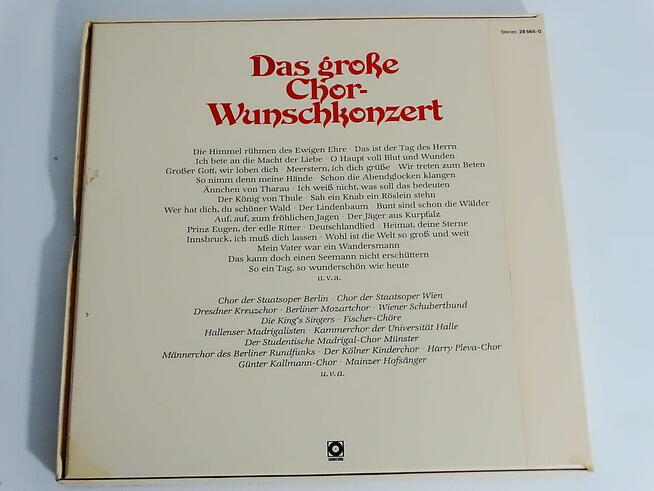 Stereo 28 565-0
Das große
Chor-
Wunschkonzert
Die Himmel rühmen des Ewigen Ehre · Das ist der Tag des Herrn
Ich bete an die Macht der Liebe · O Haupt voll Blut und Wunden
Großer Gott, wir loben dich · Meerstern, ich dich grüße · Wir treten zum Beten
So nimm denn meine Hände · Schon die Abendglocken klangen
Ännchen von Tharau · Ich weiß nicht, was soll das bedeuten
Der König von Thule · Sah ein Knab ein Röslein stehn
Wer hat dich, du schöner Wald · Der Lindenbaum · Bunt sind schon die Wälder
Auf, auf, zum fröhlichen Jagen · Der Jäger aus Kurpfalz
Prinz Eugen, der edle Ritter · Deutschlandlied · Heimat, deine Sterne
Innsbruck, ich muß dich lassen · Wohl ist die Welt so groß und weit
Mein Vater war ein Wandersmann
Das kann doch einen Seemann nicht erschüttern
So ein Tag, so wunderschön wie heute
u.v.a.
Chor der Staatsoper Berlin · Chor der Staatsoper Wien
Dresdner Kreuzchor · Berliner Mozartchor · Wiener Schubertbund
Die King's Singers · Fischer-Chöre
Hallenser Madrigalisten · Kammerchor der Universität Halle
Der Studentische Madrigal-Chor Münster
Männerchor des Berliner Rundfunks · Der Kölner Kinderchor · Harry Pleva-Chor
Günter Kallmann-Chor · Mainzer Hofsänger
u.v.a.